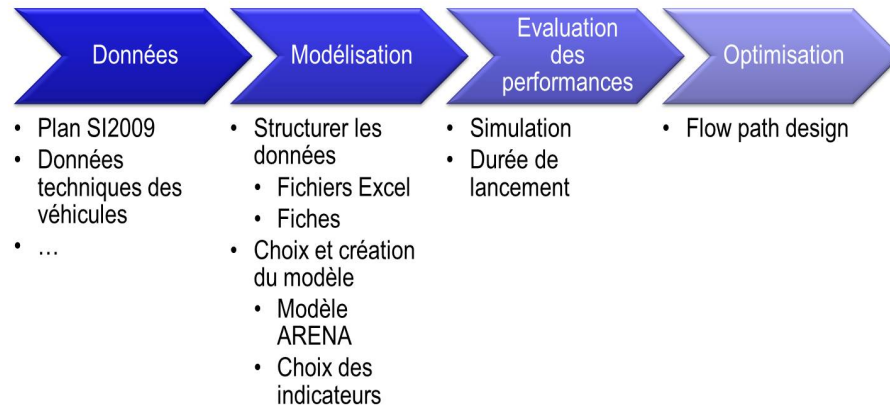 Données
• Plan SI2009
• Données
techniques des
véhicules
• …
Modélisation
• Structurer les
données
• Fichiers Excel
• Fiches
• Choix et création
du modèle
• Modèle
ARENA
• Choix des
indicateurs
Evaluation
des
performances
• Simulation
• Durée de
lancement
Optimisation
• Flow path design